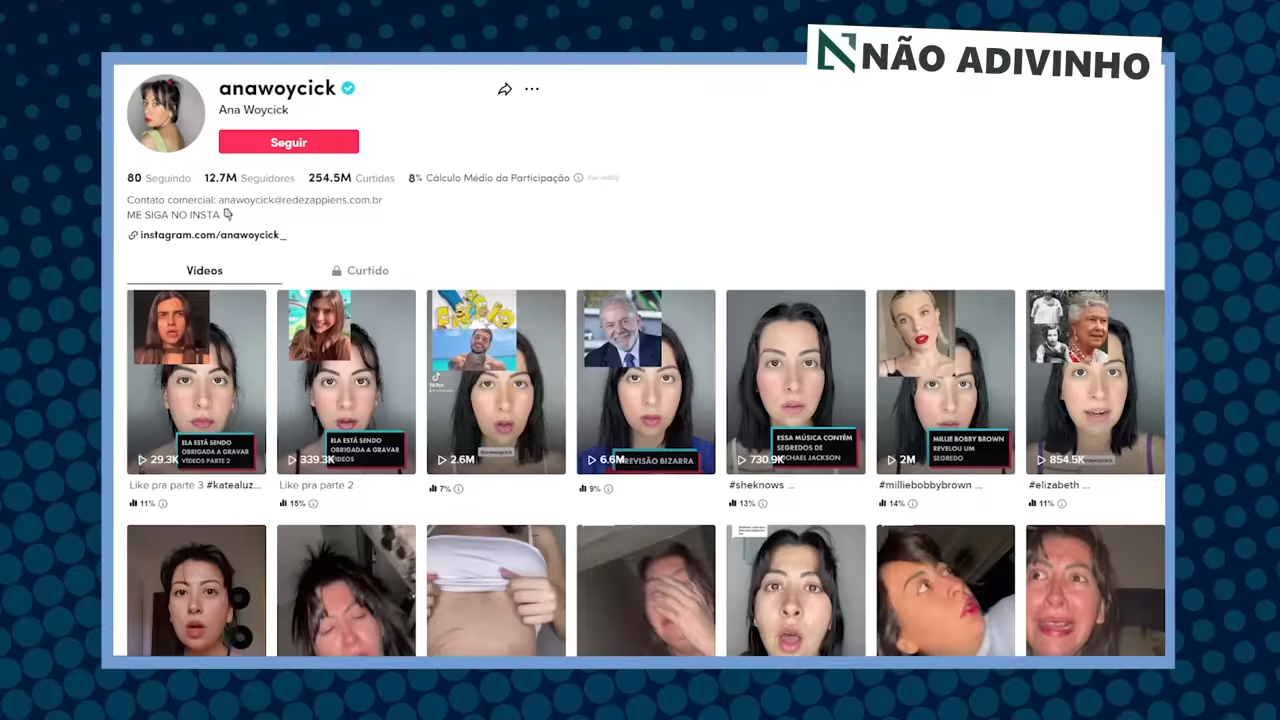 NÃO ADIVINHO
anawoycick
Ana Woycick
Seguir
80 Seguindo 12.7M Seguidores 254.5M Curtidas 8% Cálculo Médio da Participação
Contato comercial: anawoycick@redezappiens.com.br
ME SIGA NO INSTA
instagram.com/anawoycick_
Vídeos Curtido
ELA ESTÁ SENDO
OBRIGADA A GRAVAR
VÍDEOS PARTE 2
29.3K
Like pra parte 3 #katealuz...
11%
ELA ESTÁ SENDO
OBRIGADA A GRAVAR
339.3K
Like pra parte 2
15%
TikTok
@anawoycick
2.6M
7%
PREVISÃO BIZARRA
6.6M
9%
ESSA MÚSICA CONTÉM
SEGREDOS DE
MICHAEL JACKSON
730.9K
#sheknows ...
13%
MILLIE BOBBY BROWN
REVELOU UM
SEGREDO
2M
#milliebobbybrown ...
14%
854.5K
#elizabeth ...
11%